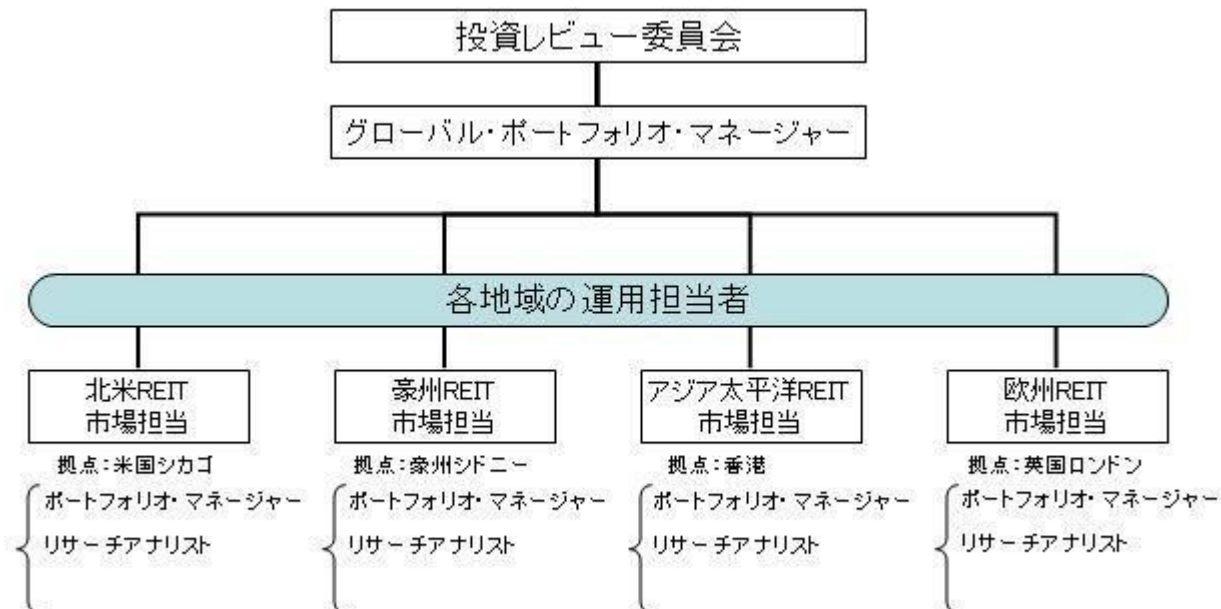 投資レビュー委員会
グローバル・ポートフォリオ・マネージャー
各地域の運用担当者
北米REIT
市場担当
拠点：米国シカゴ
ポートフォリオ・マネージャー
リサーチアナリスト
豪州REIT
市場担当
拠点：豪州シドニー
ポートフォリオ・マネージャー
リサーチアナリスト
アジア太平洋REIT
市場担当
拠点：香港
ポートフォリオ・マネージャー
リサーチアナリスト
欧州REIT
市場担当
拠点：英国ロンドン
ポートフォリオ・マネージャー
リサーチアナリスト